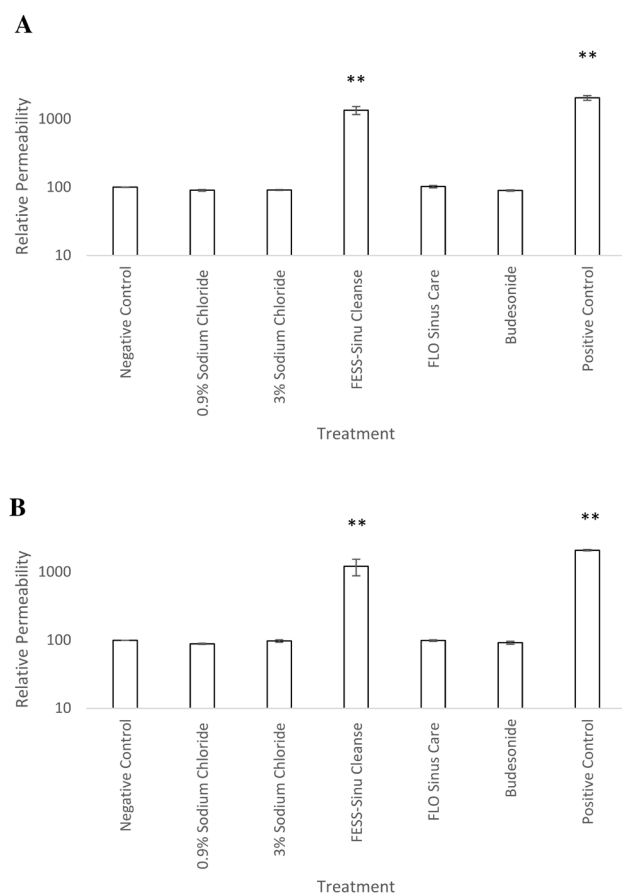 A
**
**
1000
100
10
Relative Permeability
Negative Control
0.9% Sodium Chloride
3% Sodium Chloride
FESS-Sinu Cleanse
FLO Sinus Care
Budesonide
Positive Control
Treatment
B
**
**
1000
100
10
Relative Permeability
Negative Control
0.9% Sodium Chloride
3% Sodium Chloride
FESS-Sinu Cleanse
FLO Sinus Care
Budesonide
Positive Control
Treatment